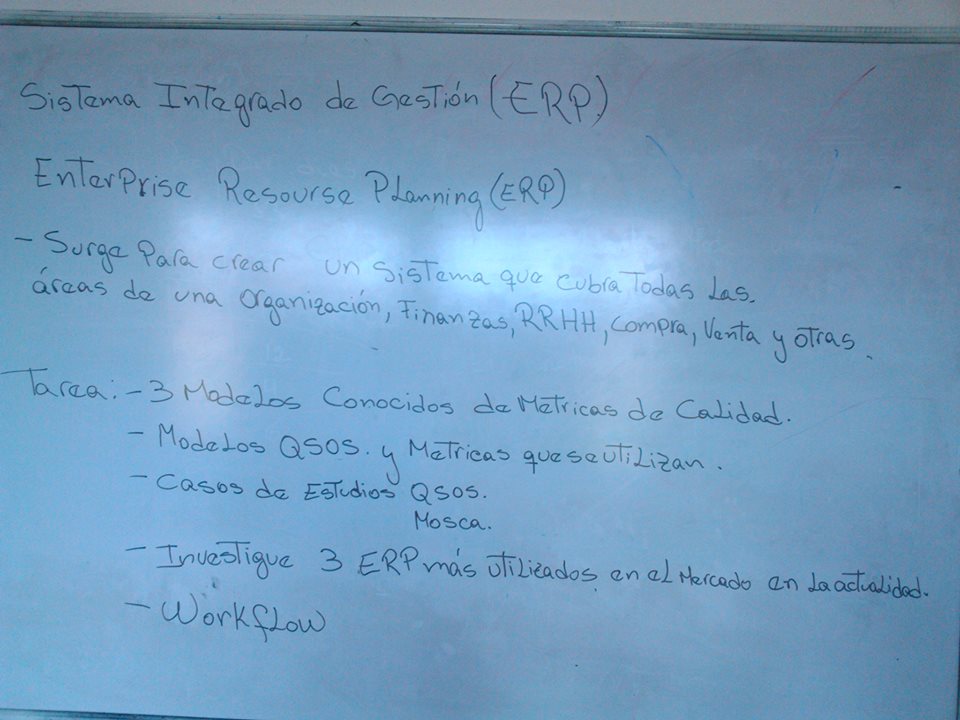 Sistema Integrado de Gestión (ERP)
Enterprise Resourse Planning (ERP)
- Surge Para crear un sistema que cubra Todas Las
áreas de una Organización, Finanzas, RRHH, Compra, Venta y otras.
Tarea: - 3 Modelos Conocidos de Metricas de Calidad.
- Modelos QSOS. y Metricas que se utilizan.
- Casos de Estudios QSOS.
Mosca.
- Investigue 3 ERP más utilizados en el Mercado en La actualidad.
- Workflow